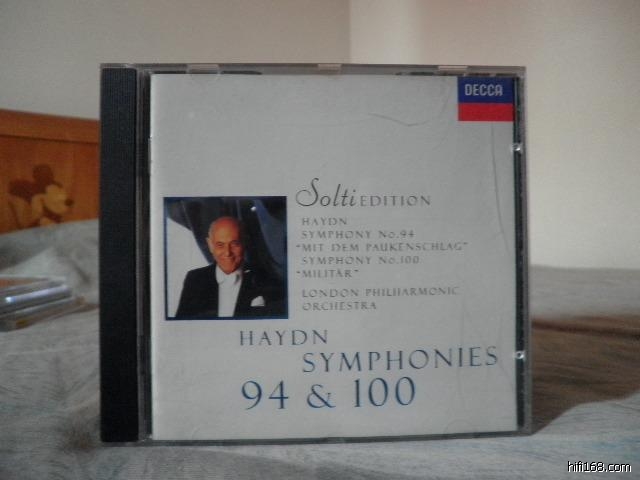 DECCA
Solti EDITION
HAYDN
SYMPHONY No.94
"MIT DEM PAUKENSCHLAG"
SYMPHONY No.100
"MILITÄR"
LONDON PHILHARMONIC
ORCHESTRA
HAYDN
SYMPHONIES
94 & 100
hifi168.com